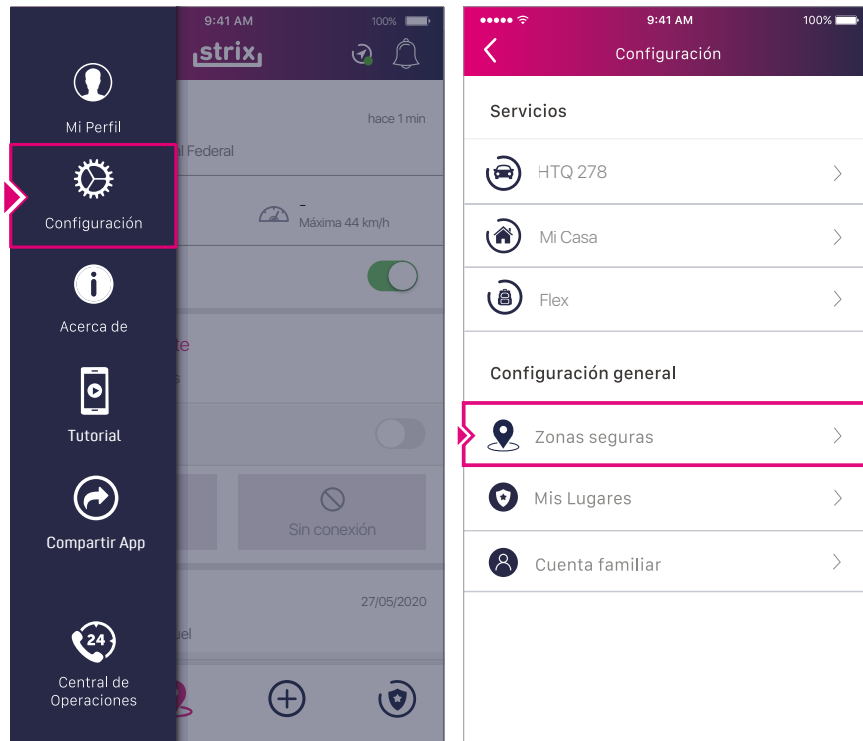 9:41 AM
100%
strix
Mi Perfil
hace 1 min
l Federal
Configuración
-
Máxima 44 km/h
Acerca de
te
s
Tutorial
Sin conexión
Compartir App
27/05/2020
uel
24
Central de
Operaciones
9:41 AM
100%
Configuración
Servicios
HTQ 278
Mi Casa
Flex
Configuración general
Zonas seguras
Mis Lugares
Cuenta familiar